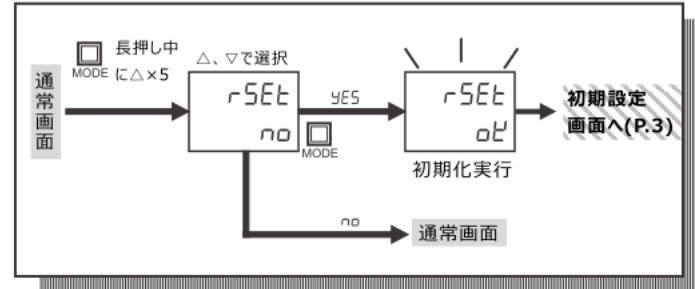 通常画面
長押し中
MODE に△×5
△、▽で選択
rSEt
no
YES
MODE
rSEt
oK
初期化実行
初期設定
画面へ(P.3)
no
通常画面